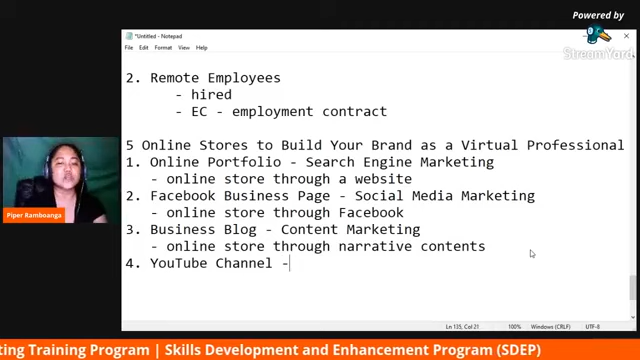 Powered by
StreamYard
*Untitled - Notepad
File Edit Format View Help
2. Remote Employees
- hired
- EC - employment contract
5 Online Stores to Build Your Brand as a Virtual Professional
1. Online Portfolio - Search Engine Marketing
- online store through a website
2. Facebook Business Page - Social Media Marketing
- online store through Facebook
3. Business Blog - Content Marketing
- online store through narrative contents
4. YouTube Channel -
Piper Ramboanga
Ln 135, Col 21 100% Windows (CRLF) UTF-8
ting Training Program | Skills Development and Enhancement Program (SDEP)